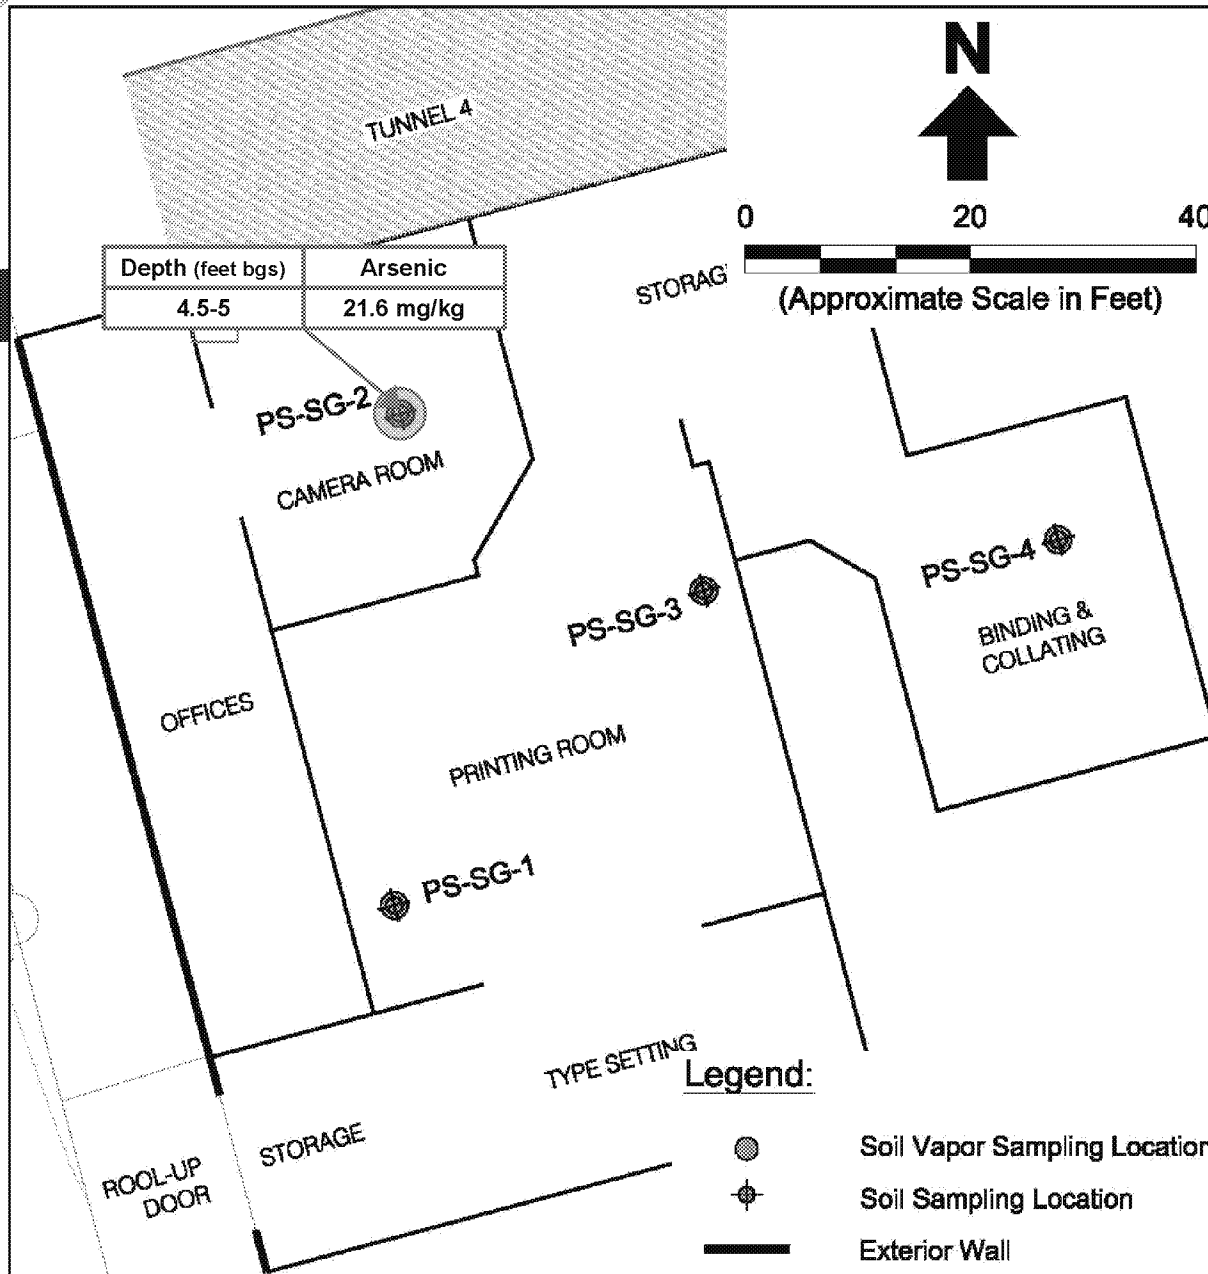 N
TUNNEL 4
0 20 40
(Approximate Scale in Feet)
Depth (feet bgs) Arsenic
4.5-5 21.6 mg/kg
STORAG
PS-SG-2
CAMERA ROOM
PS-SG-4
PS-SG-3
BINDING &
COLLATING
OFFICES
PRINTING ROOM
PS-SG-1
TYPE SETTING
STORAGE
ROOL-UP
DOOR
Legend:
Soil Vapor Sampling Location
Soil Sampling Location
Exterior Wall